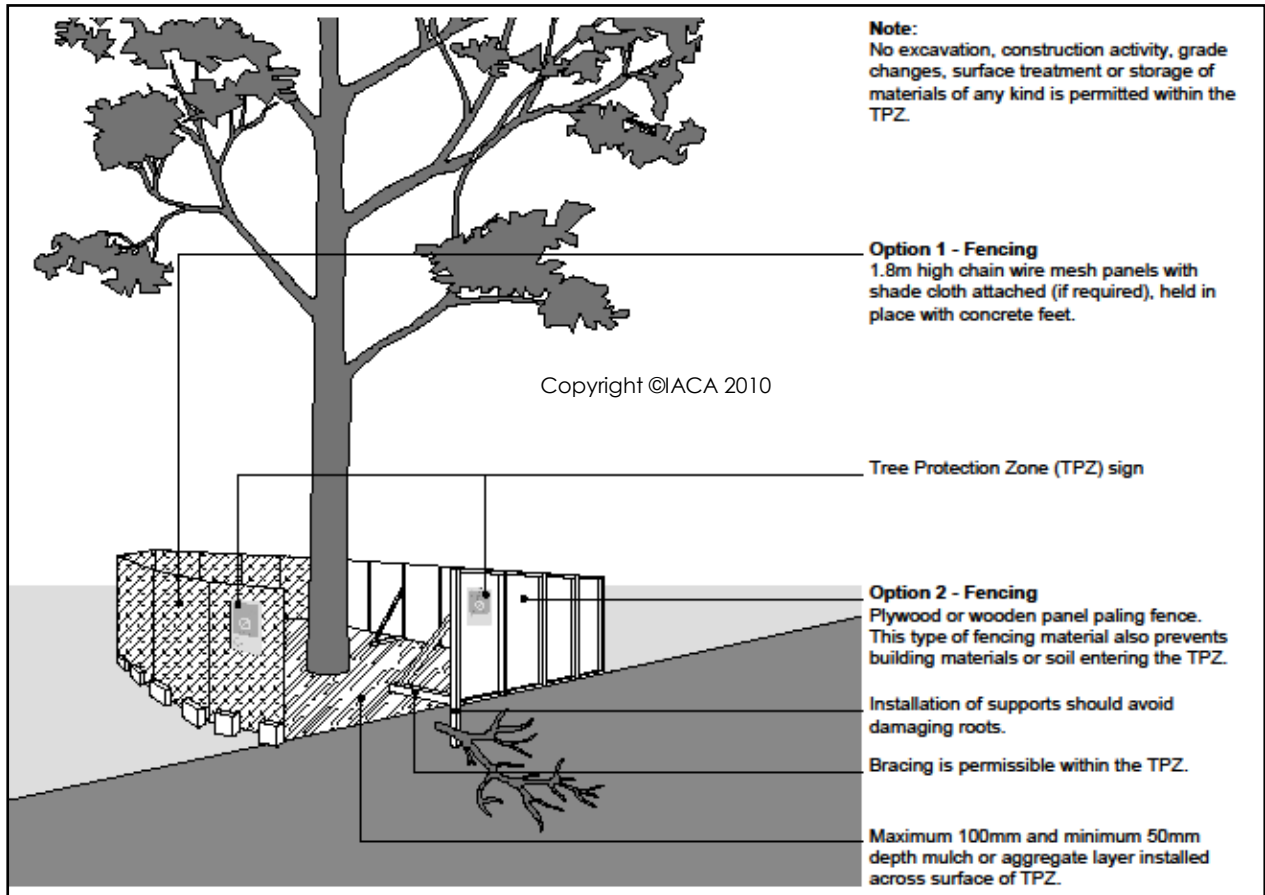 Note:
No excavation, construction activity, grade
changes, surface treatment or storage of
materials of any kind is permitted within the
TPZ.
Option 1 - Fencing
1.8m high chain wire mesh panels with
shade cloth attached (if required), held in
place with concrete feet.
Copyright ©IACA 2010
Tree Protection Zone (TPZ) sign
Option 2 - Fencing
Plywood or wooden panel paling fence.
This type of fencing material also prevents
building materials or soil entering the TPZ.
Installation of supports should avoid
damaging roots.
Bracing is permissible within the TPZ.
Maximum 100mm and minimum 50mm
depth mulch or aggregate layer installed
across surface of TPZ.